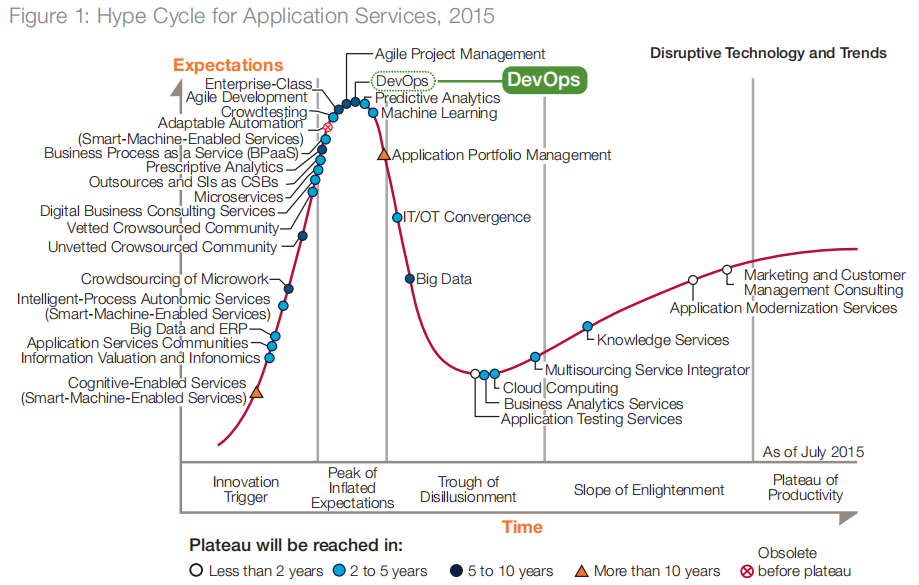 Figure 1: Hype Cycle for Application Services, 2015
Expectations
Disruptive Technology and Trends
Agile Project Management
Enterprise-Class
Agile Development
DevOps
DevOps
Predictive Analytics
Crowdtesting
Machine Learning
Adaptable Automation
(Smart-Machine-Enabled Services)
Business Process as a Service (BPaaS)
Application Portfolio Management
Prescriptive Analytics
Outsources and SIs as CSBs
Microservices
Digital Business Consulting Services
IT/OT Convergence
Vetted Crowsourced Community
Unvetted Crowsourced Community
Crowdsourcing of Microwork
Big Data
Marketing and Customer
Management Consulting
Intelligent-Process Autonomic Services
(Smart-Machine-Enabled Services)
Application Modernization Services
Big Data and ERP
Application Services Communities
Knowledge Services
Information Valuation and Infonomics
Multisourcing Service Integrator
Cognitive-Enabled Services
(Smart-Machine-Enabled Services)
Cloud Computing
Business Analytics Services
Application Testing Services
As of July 2015
Innovation
Trigger
Peak of
Inflated
Expectations
Trough of
Disillusionment
Slope of Enlightenment
Plateau of
Productivity
Time
Plateau will be reached in:
Less than 2 years
2 to 5 years
5 to 10 years
More than 10 years
Obsolete
before plateau